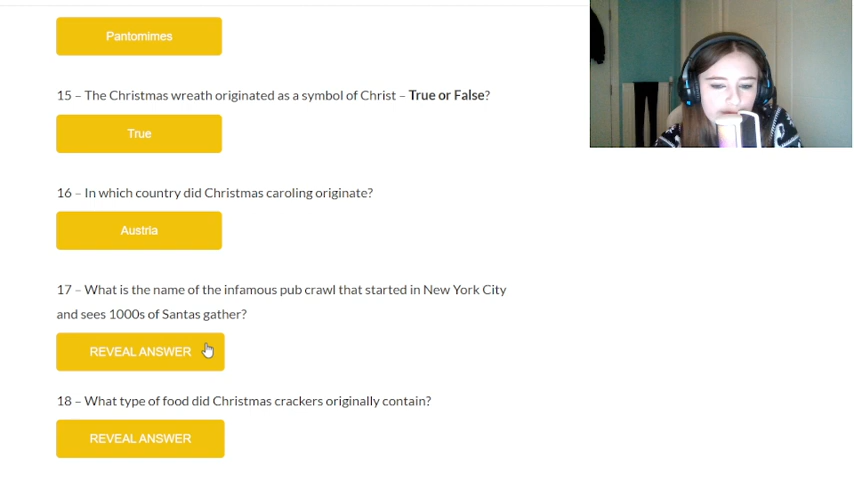 Pantomimes
15 – The Christmas wreath originated as a symbol of Christ – True or False?
True
16 – In which country did Christmas caroling originate?
Austria
17 – What is the name of the infamous pub crawl that started in New York City
and sees 1000s of Santas gather?
REVEAL ANSWER
18 – What type of food did Christmas crackers originally contain?
REVEAL ANSWER